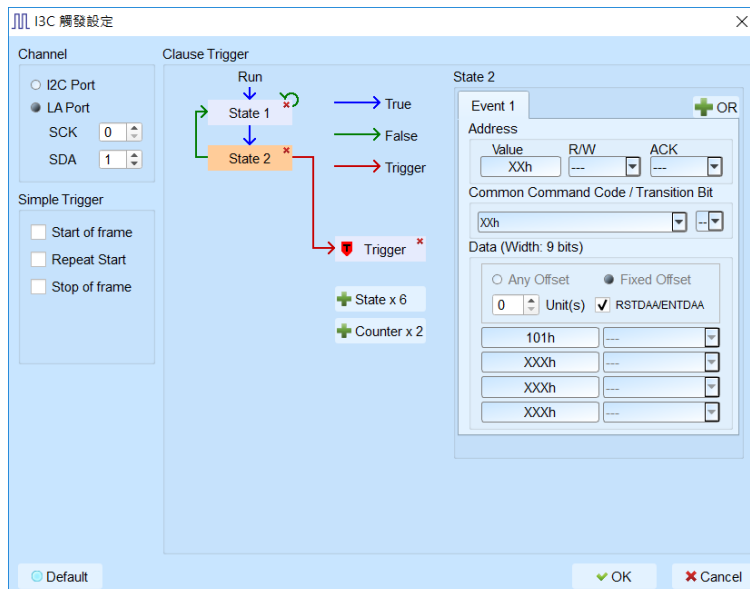 I3C 觸發設定
Channel
I2C Port
LA Port
SCK 0
SDA 1
Simple Trigger
Start of frame
Repeat Start
Stop of frame
Clause Trigger
Run
State 1
State 2
True
False
Trigger
Trigger
State x 6
Counter x 2
State 2
Event 1
OR
Address
Value R/W ACK
XXh --- ---
Common Command Code / Transition Bit
XXh --
Data (Width: 9 bits)
Any Offset Fixed Offset
0 Unit(s) RSTDAA/ENTDAA
101h ---
XXXh ---
XXXh ---
XXXh ---
Default
OK
Cancel